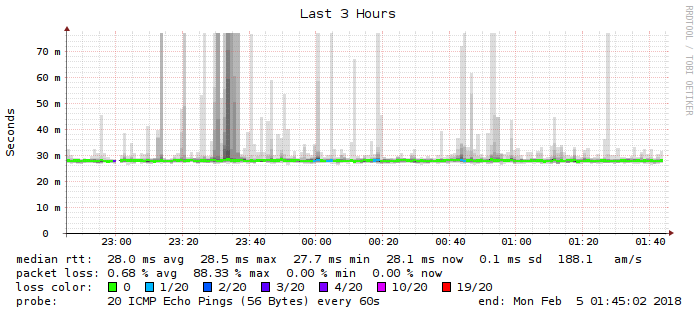 Last 3 Hours
RRDTOOL / TOBI OETIKER
Seconds
70 m
60 m
50 m
40 m
30 m
20 m
10 m
0
23:00 23:20 23:40 00:00 00:20 00:40 01:00 01:20 01:40
median rtt: 28.0 ms avg 28.5 ms max 27.7 ms min 28.1 ms now 0.1 ms sd 188.1 am/s
packet loss: 0.68 % avg 88.33 % max 0.00 % min 0.00 % now
loss color: 0 1/20 2/20 3/20 4/20 10/20 19/20
probe: 20 ICMP Echo Pings (56 Bytes) every 60s end: Mon Feb 5 01:45:02 2018